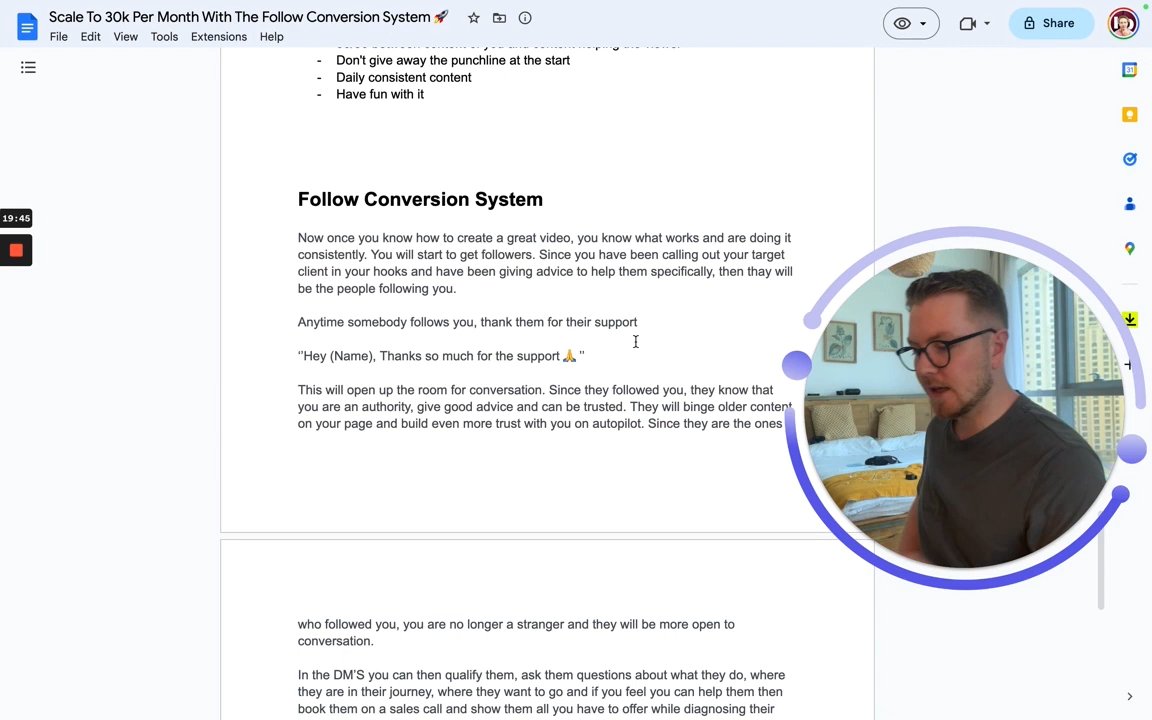 Scale To 30k Per Month With The Follow Conversion System 🚀
File Edit View Tools Extensions Help
Share
31
- Don't give away the punchline at the start
- Daily consistent content
- Have fun with it
19:45
Follow Conversion System
Now once you know how to create a great video, you know what works and are doing it
consistently. You will start to get followers. Since you have been calling out your target
client in your hooks and have been giving advice to help them specifically, then thay will
be the people following you.
Anytime somebody follows you, thank them for their support
‘’Hey (Name), Thanks so much for the support 🙏 ’’
This will open up the room for conversation. Since they followed you, they know that
you are an authority, give good advice and can be trusted. They will binge older content
on your page and build even more trust with you on autopilot. Since they are the ones
who followed you, you are no longer a stranger and they will be more open to
conversation.
In the DM’S you can then qualify them, ask them questions about what they do, where
they are in their journey, where they want to go and if you feel you can help them then
book them on a sales call and show them all you have to offer while diagnosing their